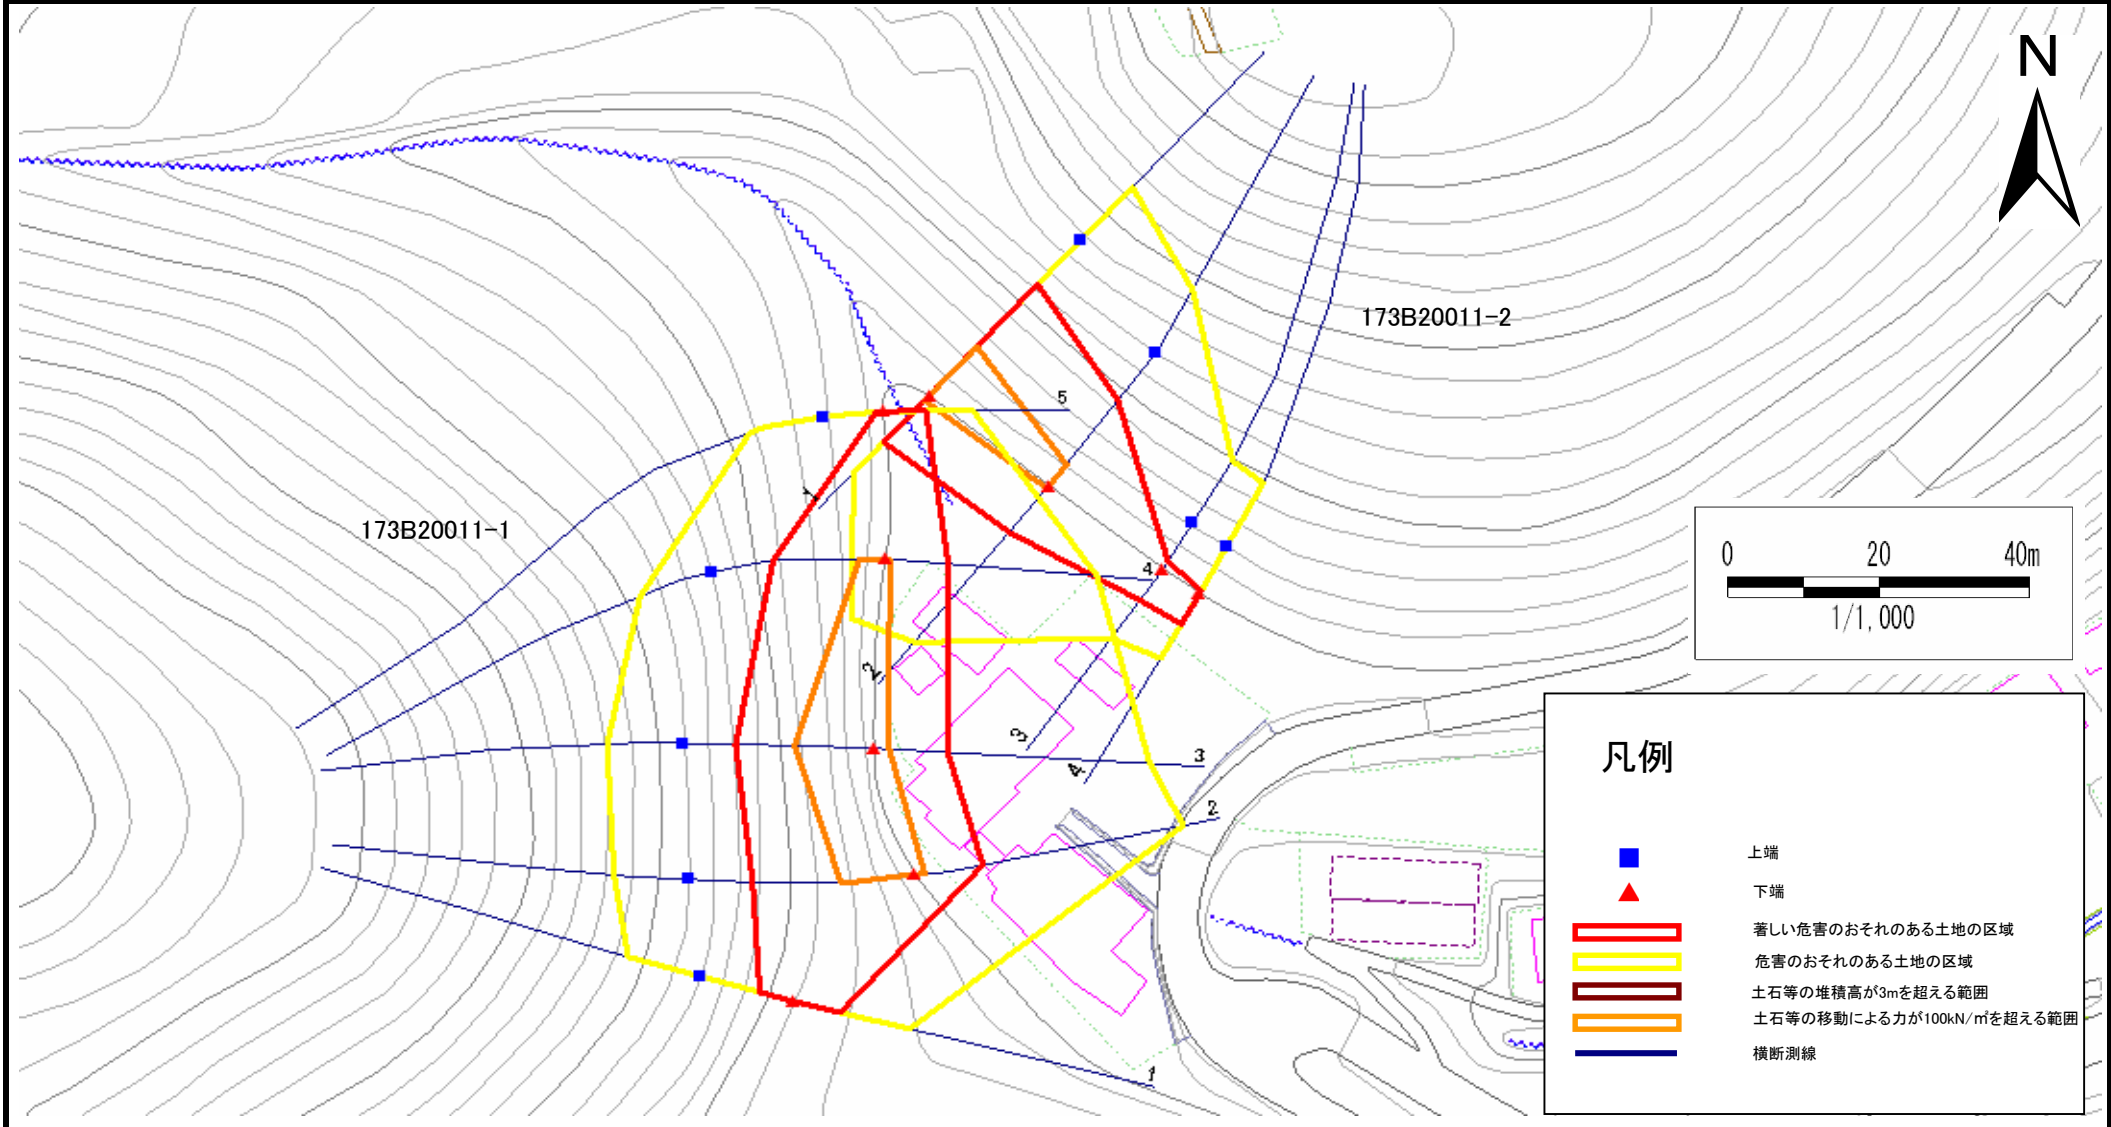 N
173B20011-2
5
1
173B20011-1
4
2
3
4
3
2
1
0 20 40m
1/1,000
凡例
上端
下端
著しい危害のおそれのある土地の区域
危害のおそれのある土地の区域
土石等の堆積高が3mを超える範囲
土石等の移動による力が100kN/㎡を超える範囲
横断測線